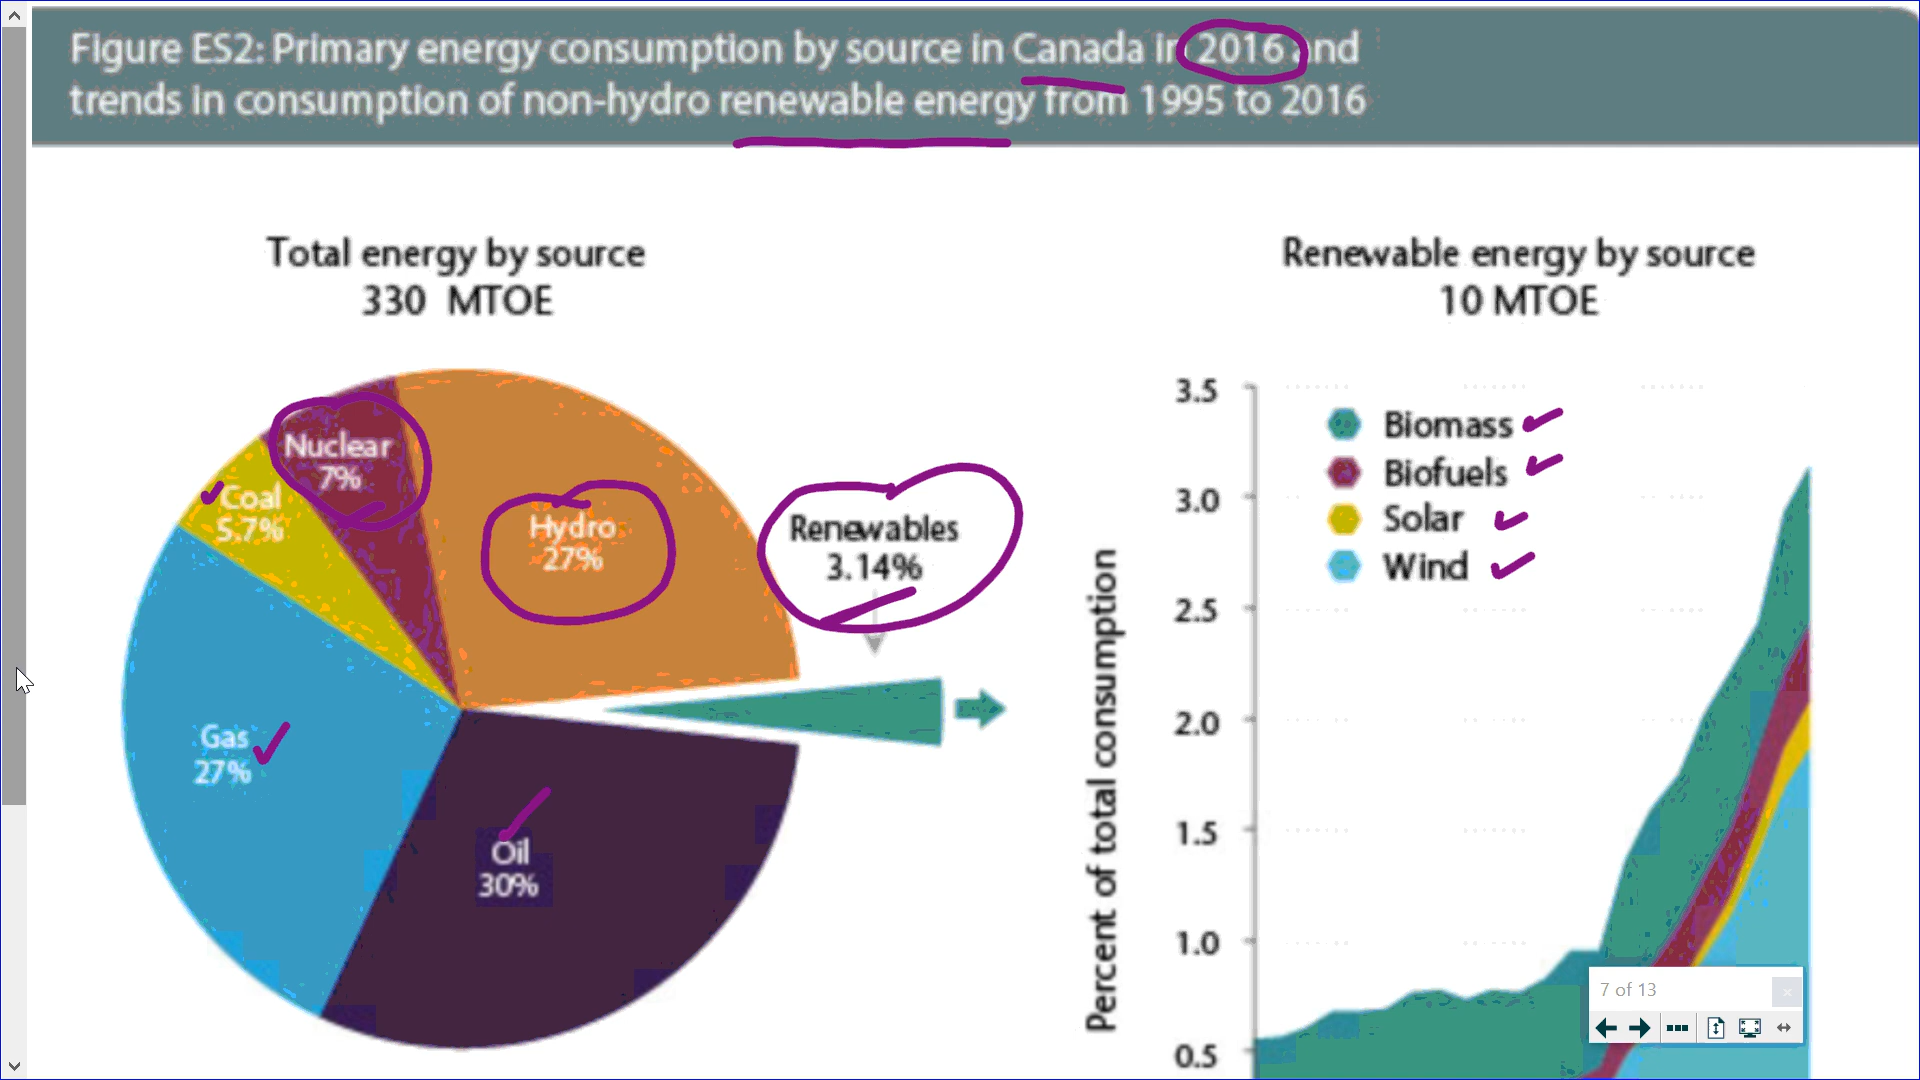 Figure ES2: Primary energy consumption by source in Canada in 2016 and
trends in consumption of non-hydro renewable energy from 1995 to 2016
Total energy by source
330 MTOE
Nuclear
7%
Coal
5.7%
Hydro
27%
Renewables
3.14%
Gas
27%
Oil
30%
Renewable energy by source
10 MTOE
Percent of total consumption
3.5
3.0
2.5
2.0
1.5
1.0
0.5
Biomass
Biofuels
Solar
Wind
7 of 13